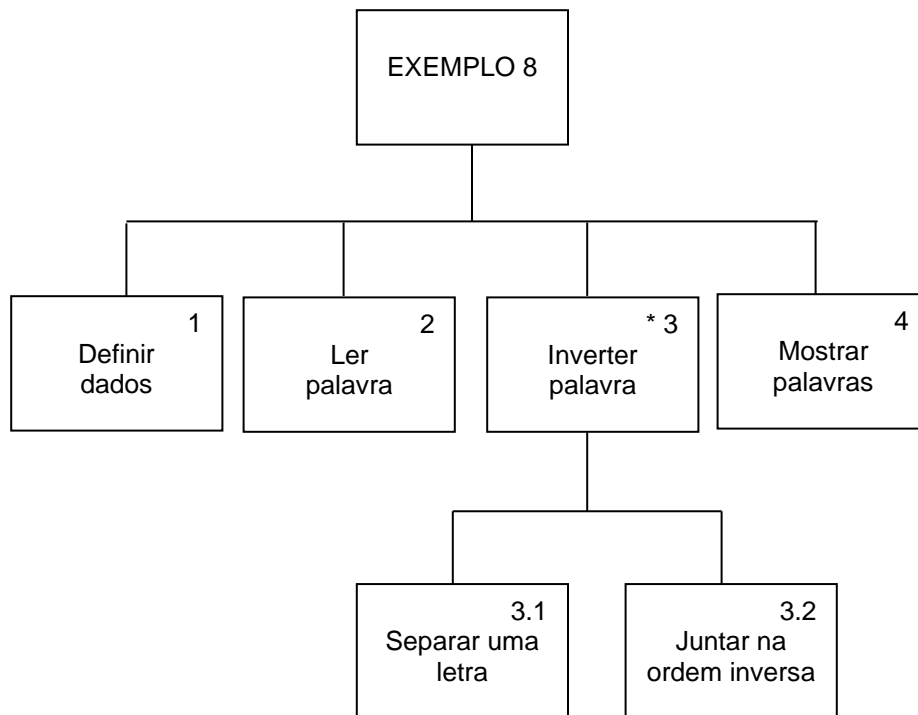 EXEMPLO 8
1
Definir
dados
2
Ler
palavra
* 3
Inverter
palavra
4
Mostrar
palavras
3.1
Separar uma
letra
3.2
Juntar na
ordem inversa